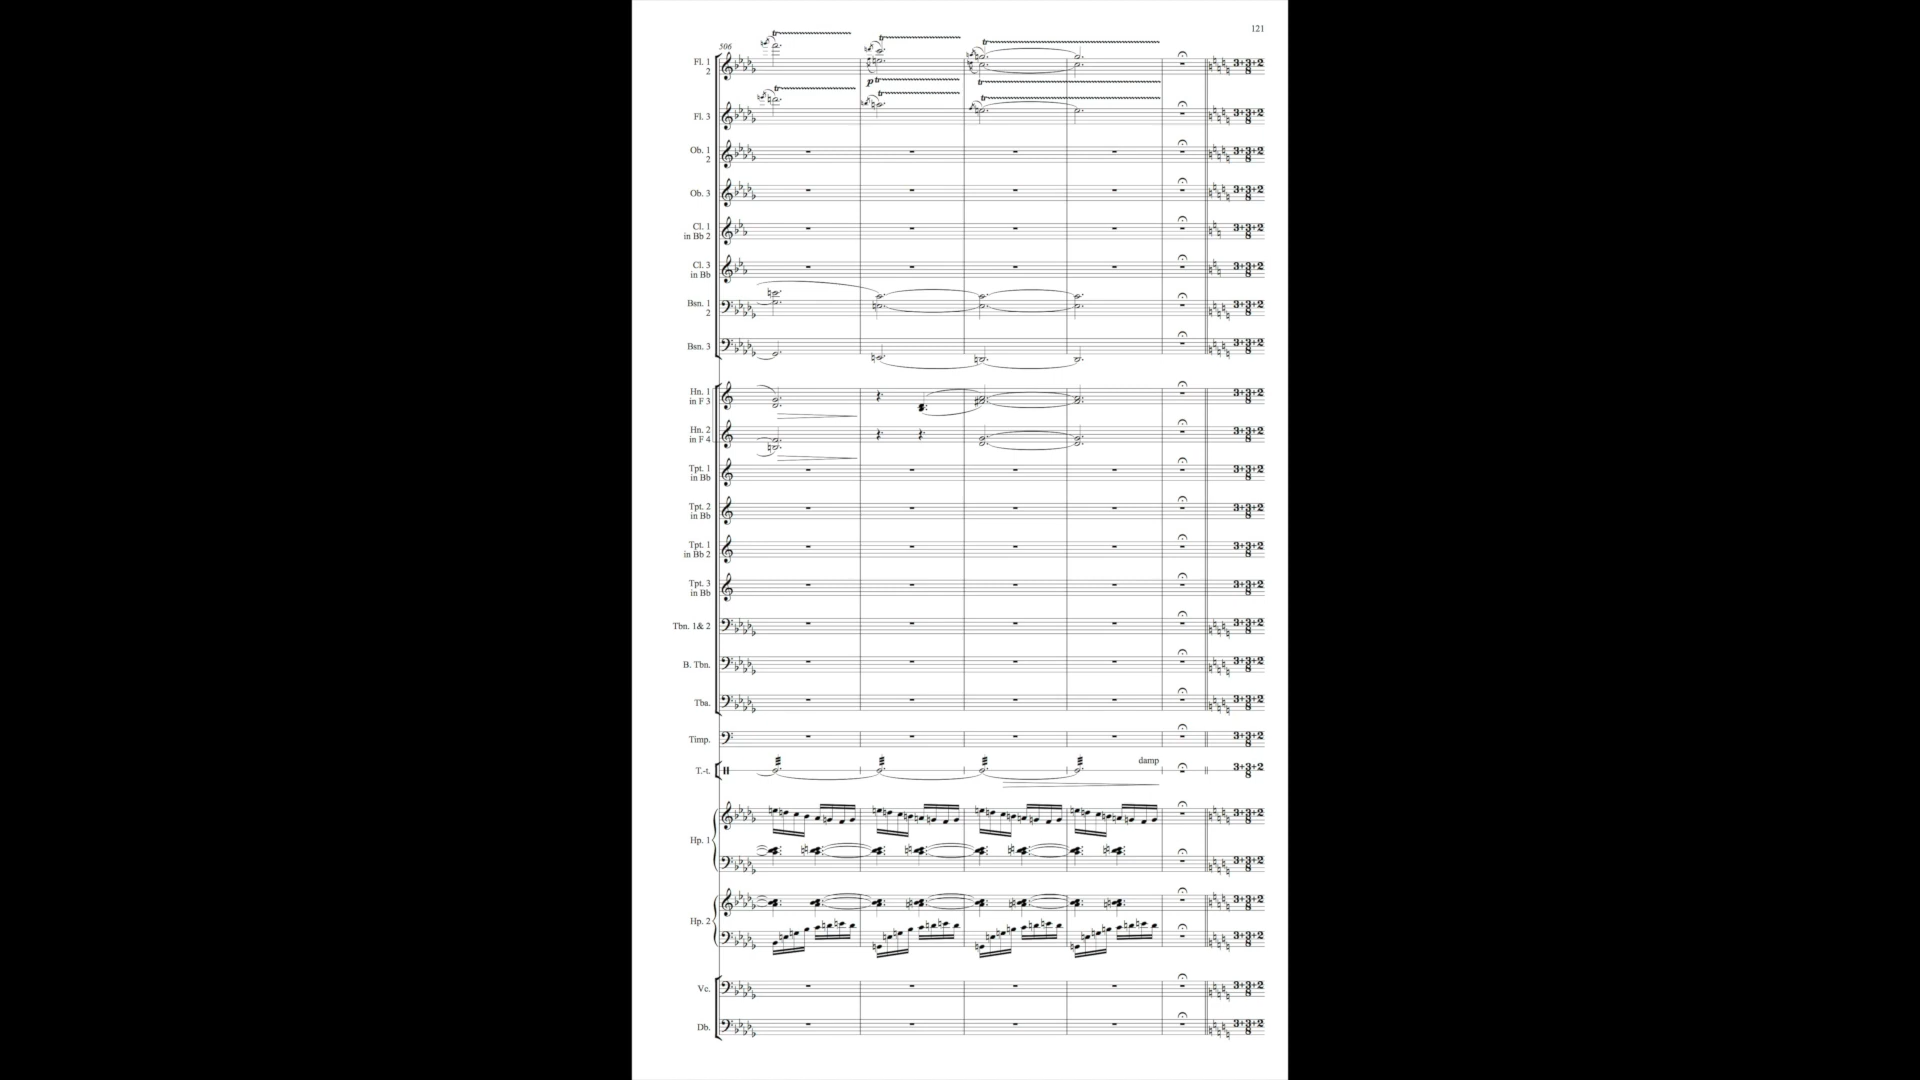 121
506
Fl. 1
2
p
Fl. 3
Ob. 1
2
Ob. 3
Cl. 1
in Bb 2
Cl. 3
in Bb
Bsn. 1
2
Bsn. 3
Hn. 1
in F 3
Hn. 2
in F 4
Tpt. 1
in Bb
Tpt. 2
in Bb
Tpt. 1
in Bb 2
Tpt. 3
in Bb
Tbn. 1& 2
B. Tbn.
Tba.
Timp.
damp
T.-t.
Hp. 1
Hp. 2
Vc.
Db.